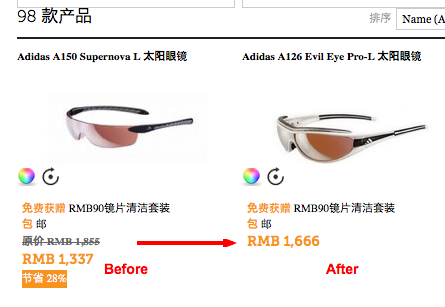 98 款产品
排序 Name (A
Adidas A150 Supernova L 太阳眼镜
Adidas A126 Evil Eye Pro-L 太阳眼镜
免费获赠 RMB90镜片清洁套装
包 邮
原价 RMB 1,855
RMB 1,337
节省 28%
Before
免费获赠 RMB90镜片清洁套装
包 邮
RMB 1,666
After